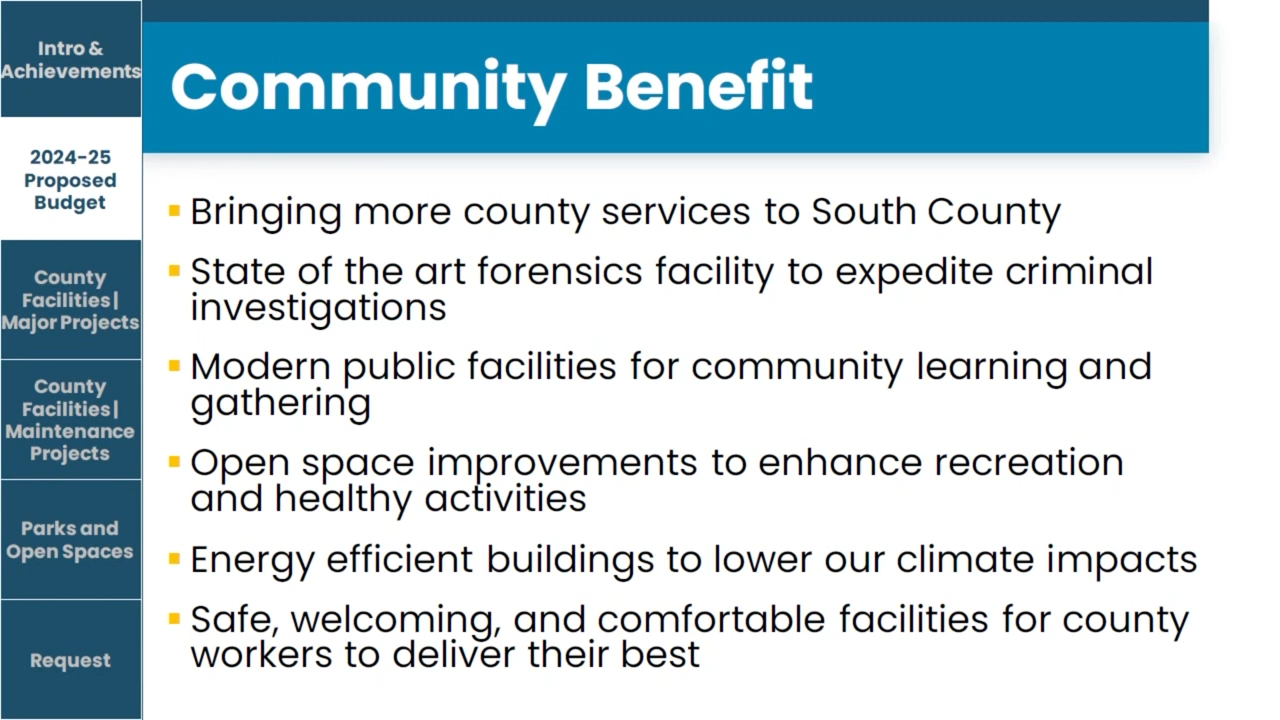 Intro &
Achievements
2024-25
Proposed
Budget
County
Facilities|
Major Projects
County
Facilities|
Maintenance
Projects
Parks and
Open Spaces
Request
Community Benefit
Bringing more county services to South County
State of the art forensics facility to expedite criminal
investigations
Modern public facilities for community learning and
gathering
Open space improvements to enhance recreation
and healthy activities
Energy efficient buildings to lower our climate impacts
Safe, welcoming, and comfortable facilities for county
workers to deliver their best